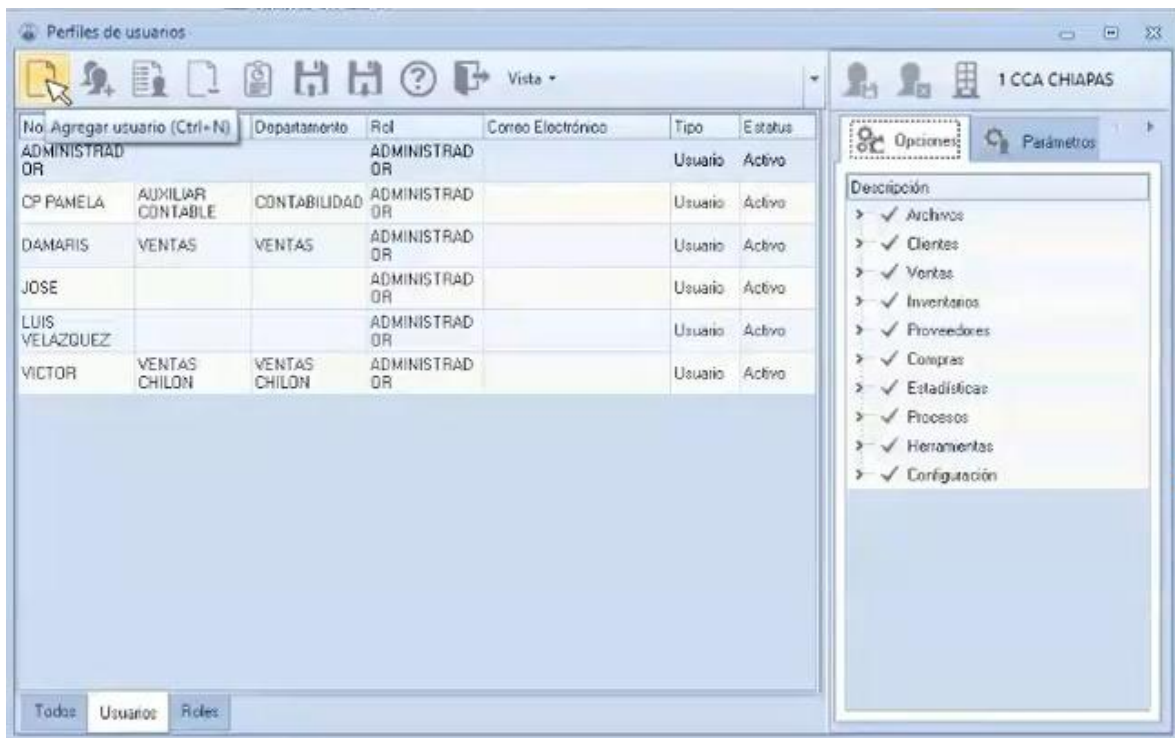 Perfiles de usuarios
Vista
1 CCA CHIAPAS
Agregar usuario (Ctrl+N)
No Departamento Rol Correo Electrónico Tipo Estatus
ADMINISTRAD
OR
ADMINISTRAD
OR
Usuario Activo
CP PAMELA
AUXILIAR
CONTABLE
CONTABILIDAD
ADMINISTRAD
OR
Usuario Activo
DAMARIS
VENTAS
VENTAS
ADMINISTRAD
OR
Usuario Activo
JOSE
ADMINISTRAD
OR
Usuario Activo
LUIS
VELAZQUEZ
ADMINISTRAD
OR
Usuario Activo
VICTOR
VENTAS
CHILON
VENTAS
CHILON
ADMINISTRAD
OR
Usuario Activo
Todos Usuarios Roles
Opciones Parámetros
Descripción
Archivos
Clientes
Ventas
Inventarios
Proveedores
Compras
Estadísticas
Procesos
Herramientas
Configuración